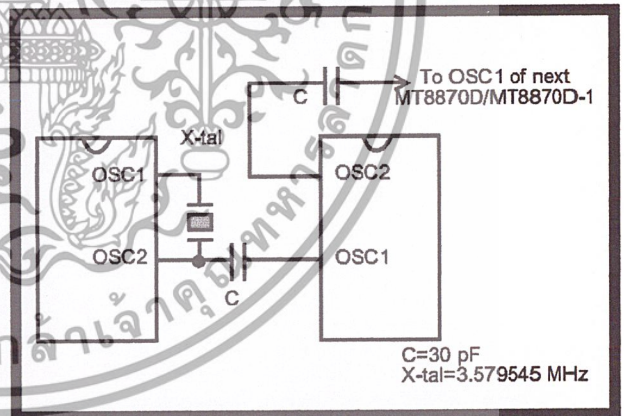 To OSC1 of next
MT8870D/MT8870D-1
C
X-tal
OSC1
OSC2
OSC2
OSC1
C
C=30 pF
X-tal=3.579545 MHz